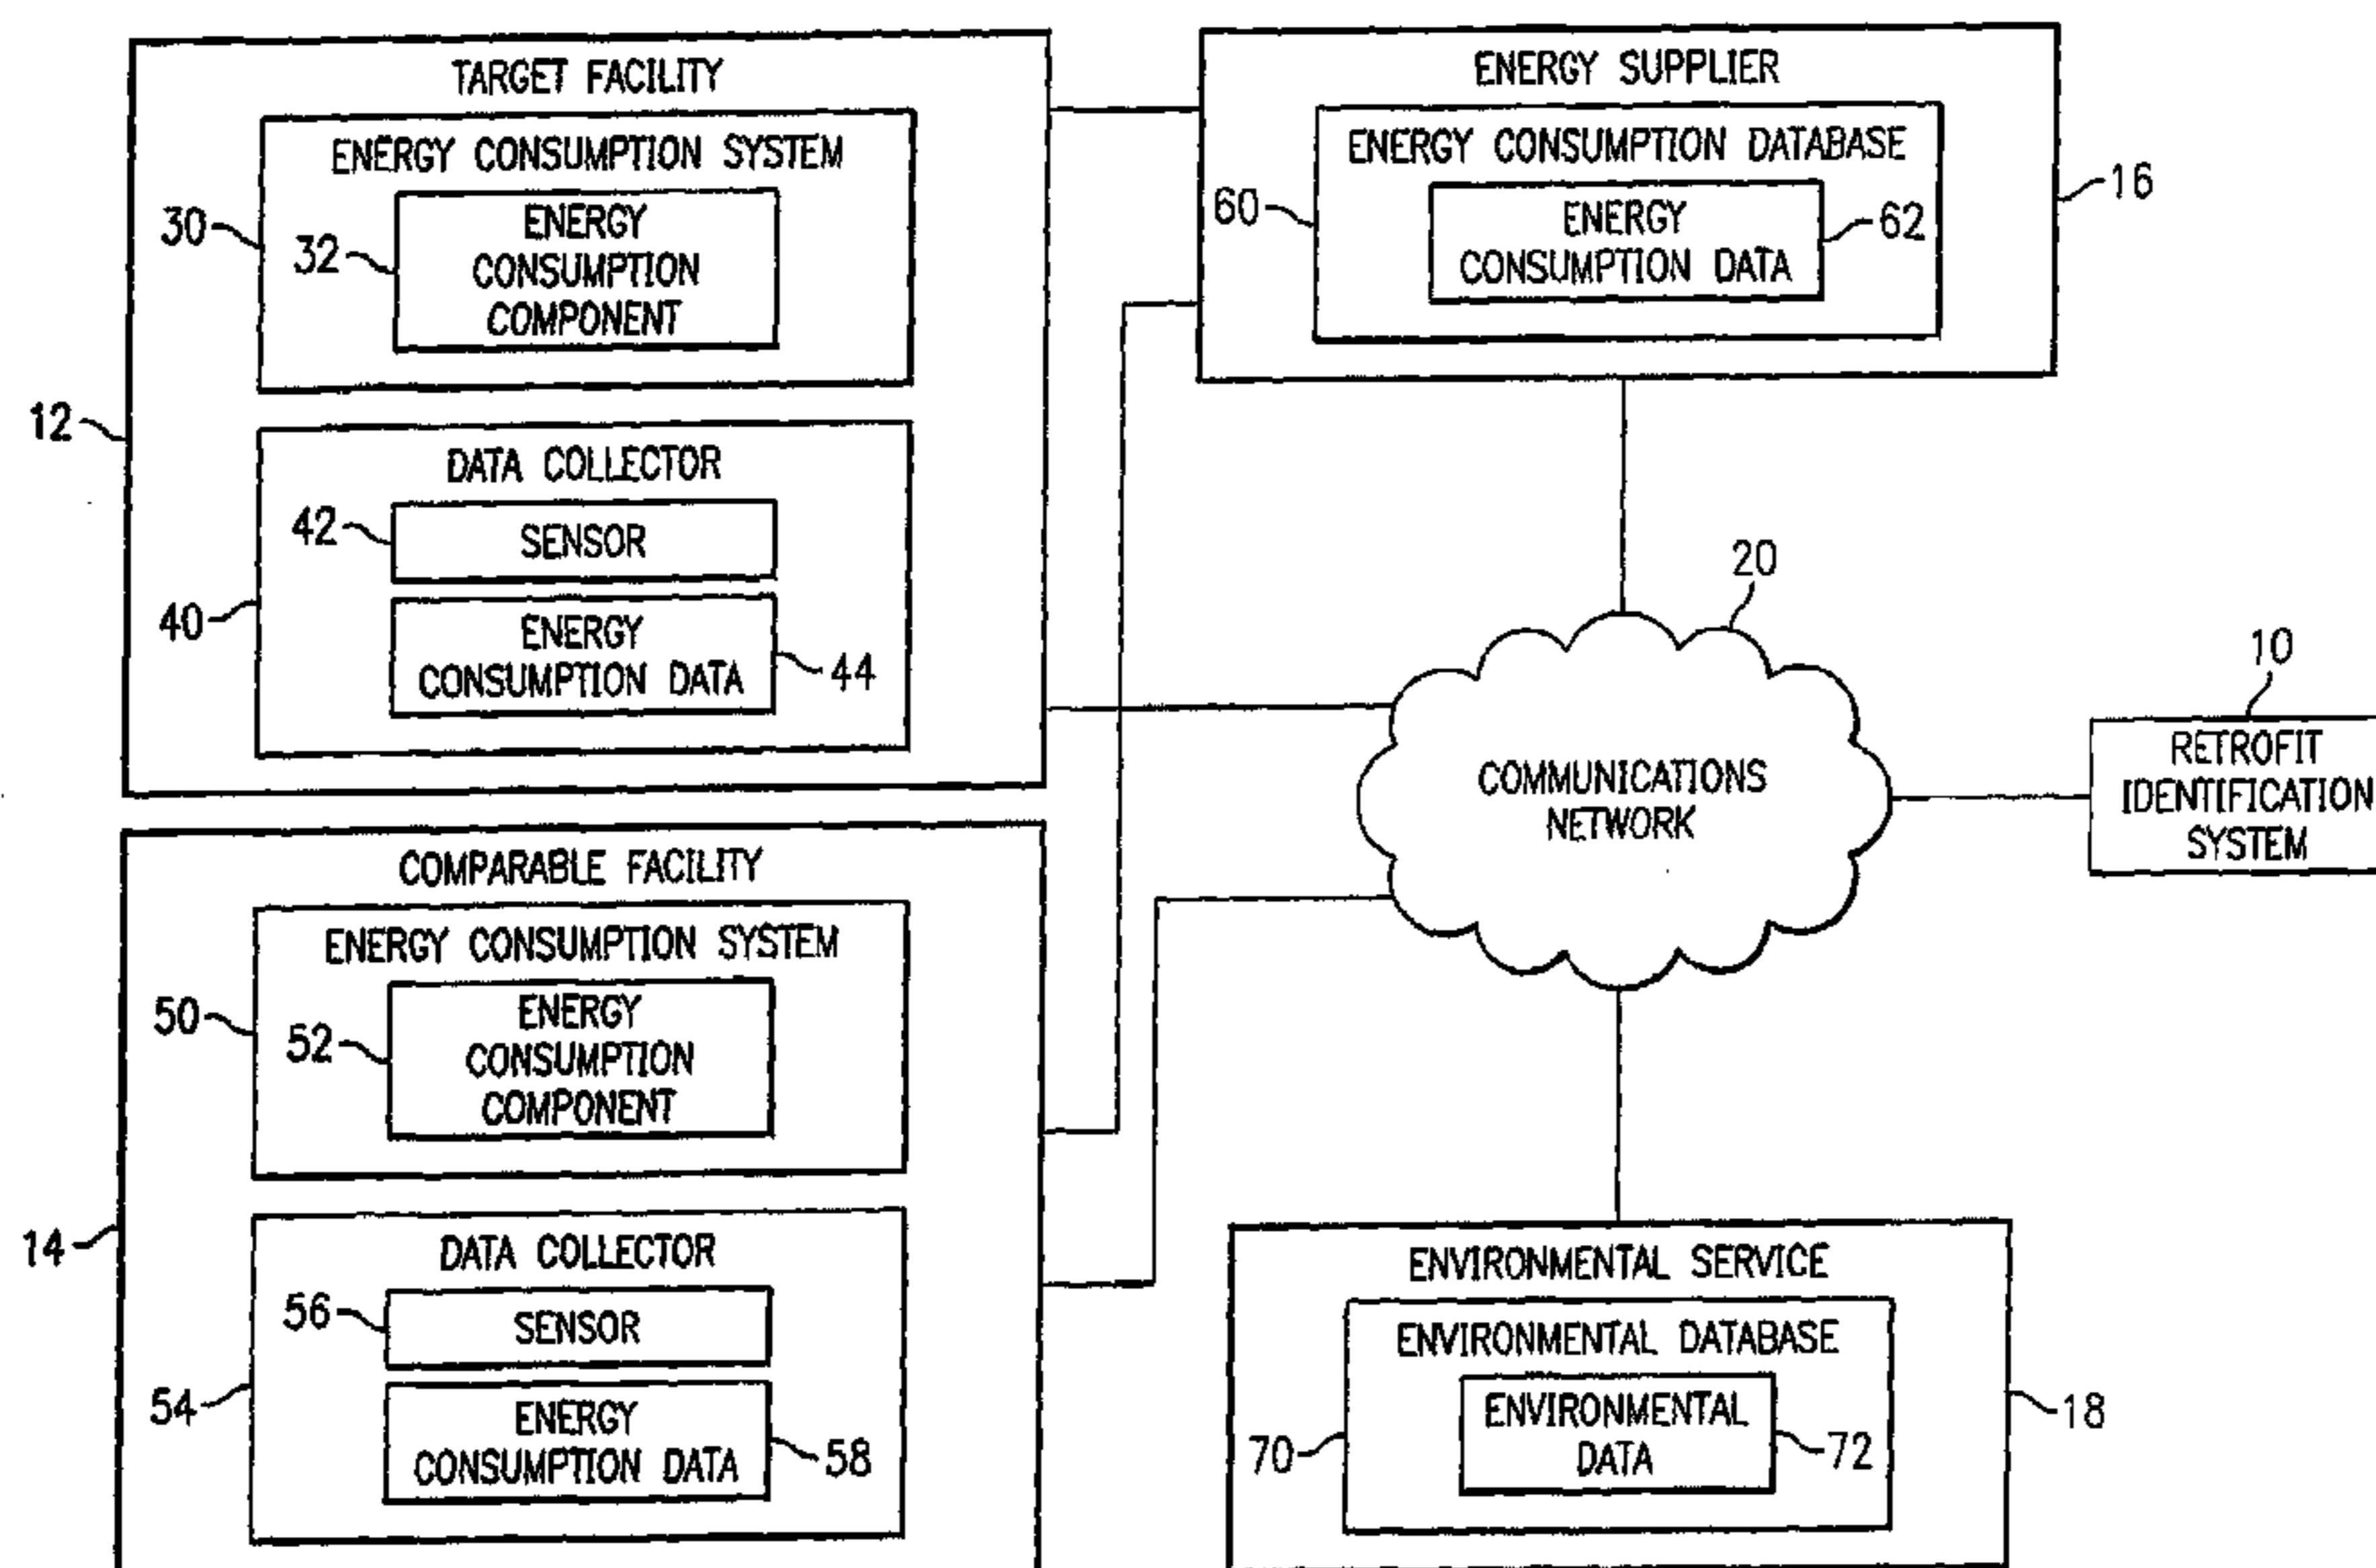 TARGET FACILITY
ENERGY CONSUMPTION SYSTEM
30
32
ENERGY
CONSUMPTION
COMPONENT
12
DATA COLLECTOR
42
SENSOR
40
ENERGY
CONSUMPTION DATA
44
COMPARABLE FACILITY
ENERGY CONSUMPTION SYSTEM
50
52
ENERGY
CONSUMPTION
COMPONENT
14
DATA COLLECTOR
56
SENSOR
54
ENERGY
CONSUMPTION DATA
58
ENERGY SUPPLIER
ENERGY CONSUMPTION DATABASE
16
60
ENERGY
CONSUMPTION DATA
62
20
COMMUNICATIONS
NETWORK
10
RETROFIT
IDENTIFICATION
SYSTEM
ENVIRONMENTAL SERVICE
ENVIRONMENTAL DATABASE
18
70
ENVIRONMENTAL
DATA
72